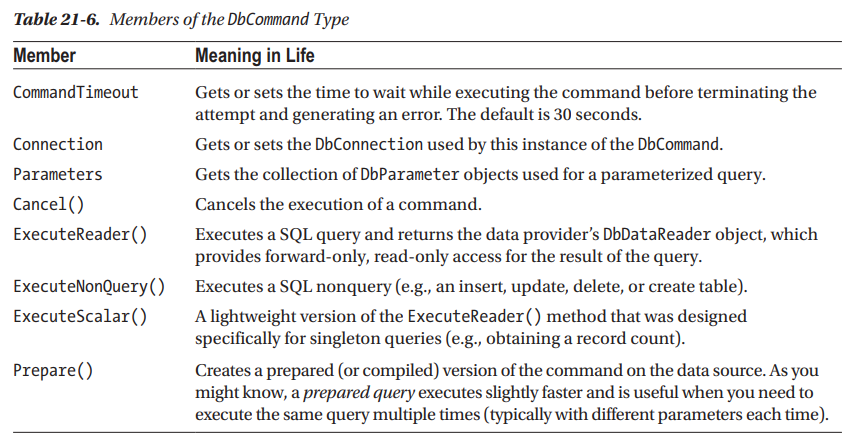 Table 21-6. Members of the DbCommand Type
Member Meaning in Life
CommandTimeout Gets or sets the time to wait while executing the command before terminating the
attempt and generating an error. The default is 30 seconds.
Connection Gets or sets the DbConnection used by this instance of the DbCommand.
Parameters Gets the collection of DbParameter objects used for a parameterized query.
Cancel() Cancels the execution of a command.
ExecuteReader() Executes a SQL query and returns the data provider’s DbDataReader object, which
provides forward-only, read-only access for the result of the query.
ExecuteNonQuery() Executes a SQL nonquery (e.g., an insert, update, delete, or create table).
ExecuteScalar() A lightweight version of the ExecuteReader() method that was designed
specifically for singleton queries (e.g., obtaining a record count).
Prepare() Creates a prepared (or compiled) version of the command on the data source. As you
might know, a prepared query executes slightly faster and is useful when you need to
execute the same query multiple times (typically with different parameters each time).